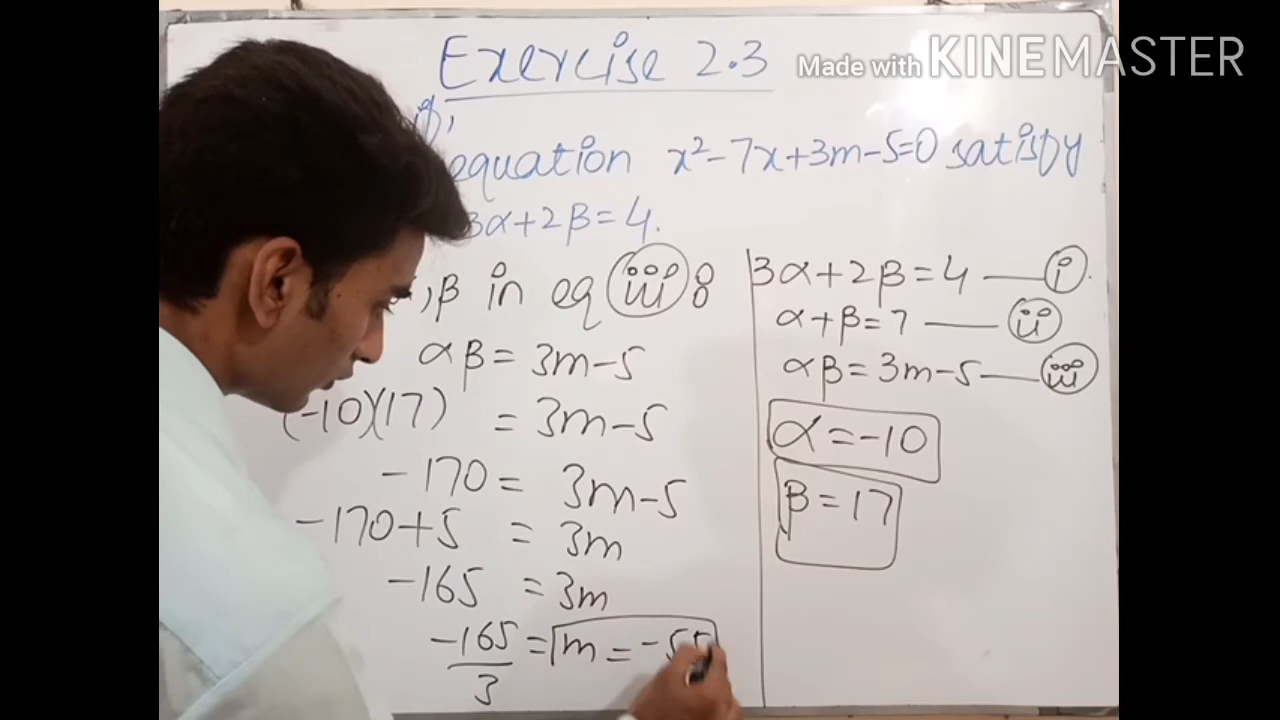 Made with KINEMASTER
Exercise 2.3
if,
equation x²-7x+3m-5=0 satisfy
3α+2β=4.
α,β in eq (iii):
αβ = 3m-5
(-10)(17) = 3m-5
-170 = 3m-5
-170+5 = 3m
-165 = 3m
-165/3 = m = -55
3α+2β=4 — (i).
α+β=7 — (ii)
αβ=3m-5 — (iii)
α=-10
β=17